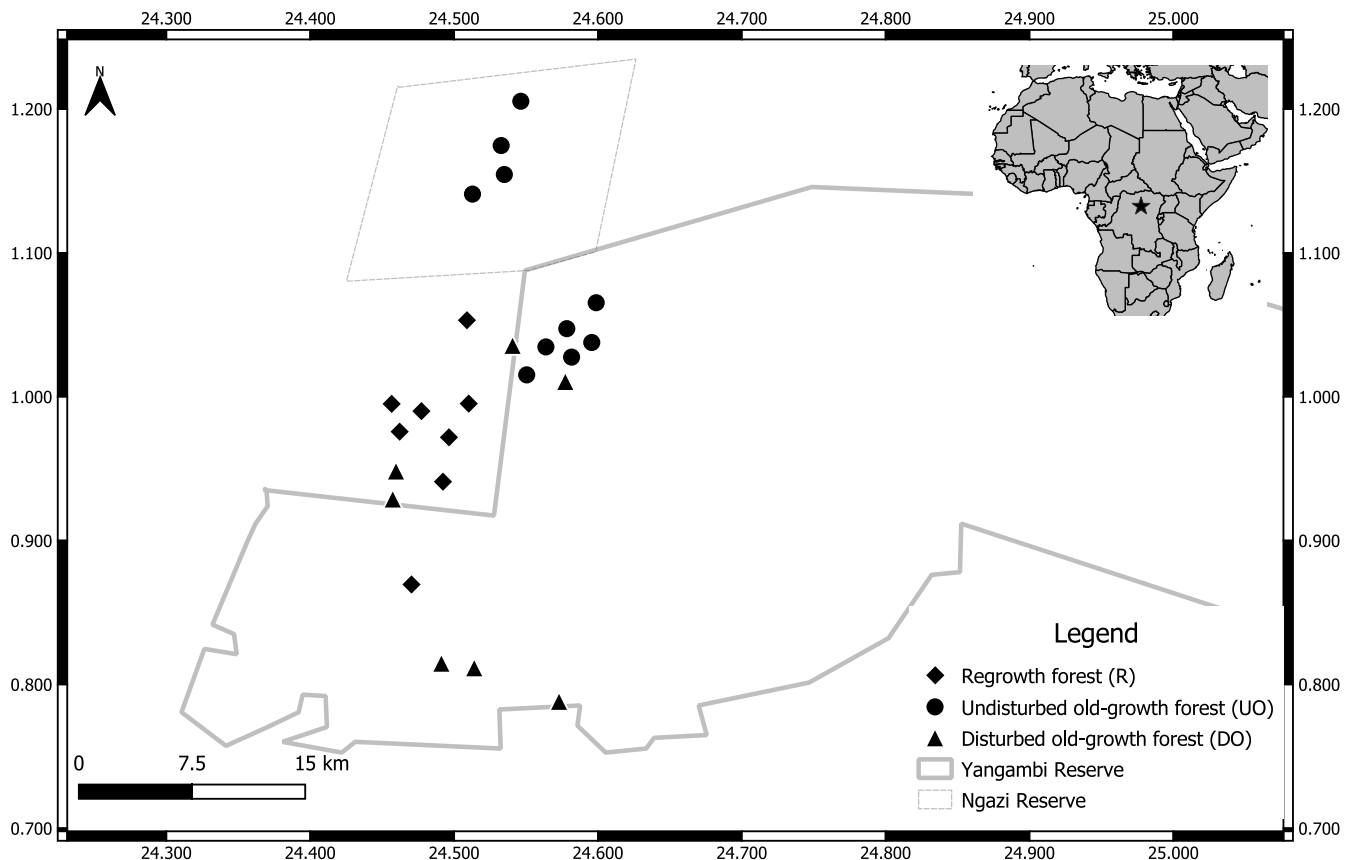 24.300 24.400 24.500 24.600 24.700 24.800 24.900 25.000
N
1.200 1.200
1.100 1.100
1.000 1.000
0.900 0.900
Legend
Regrowth forest (R)
0.800 0.800
Undisturbed old-growth forest (UO)
Disturbed old-growth forest (DO)
0 7.5 15 km
Yangambi Reserve
Ngazi Reserve
0.700 0.700
24.300 24.400 24.500 24.600 24.700 24.800 24.900 25.000